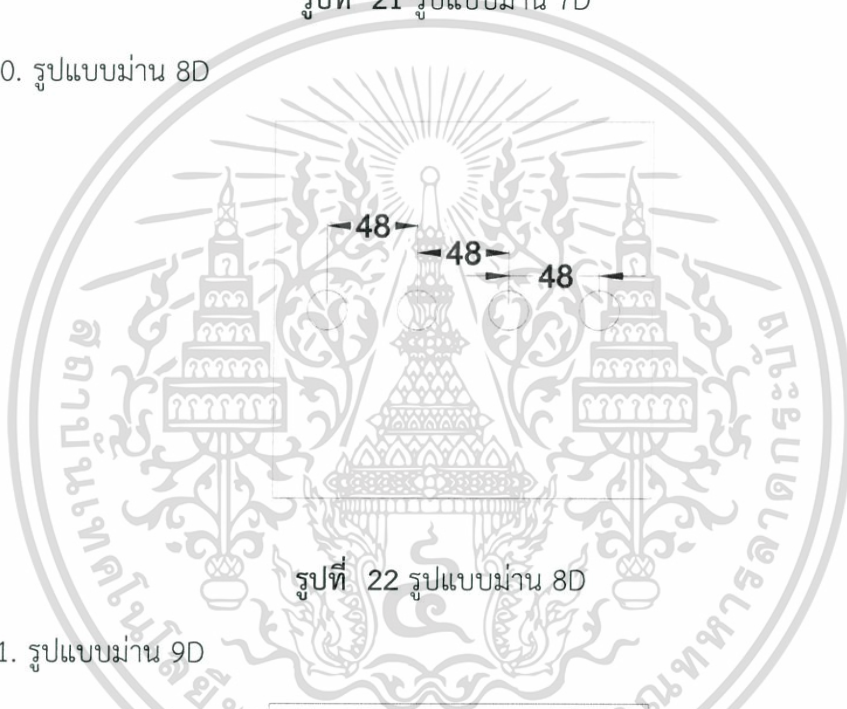 รูปที่ 21 รูปแบบม่าน 7D
0. รูปแบบม่าน 8D
48
48
48
รูปที่ 22 รูปแบบม่าน 8D
1. รูปแบบม่าน 9D